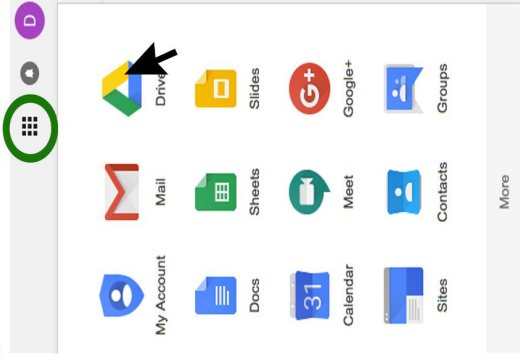 D
My Account Mail Drive
Docs Sheets Slides
31
G+
Calendar Meet Google+
Sites Contacts Groups
More